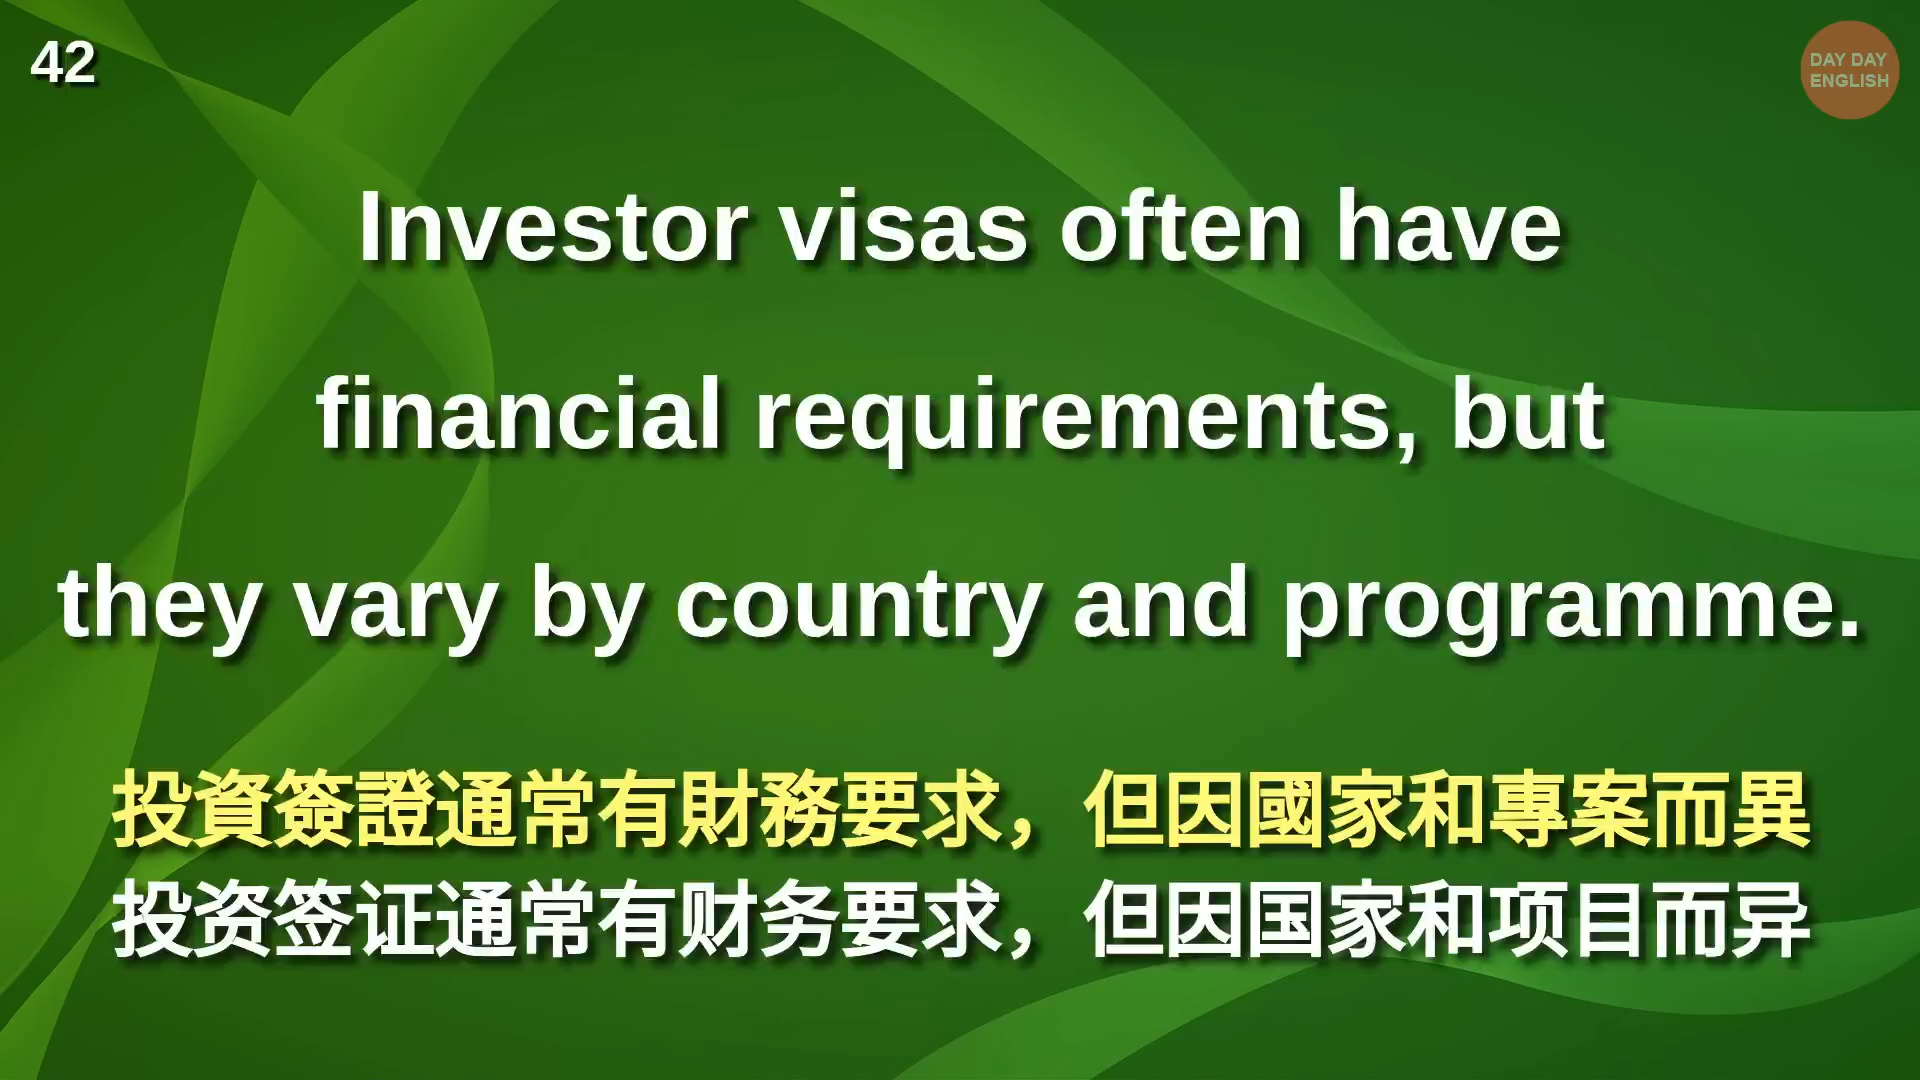 42
DAY DAY
ENGLISH
Investor visas often have
financial requirements, but
they vary by country and programme.
投資簽證通常有財務要求，但因國家和專案而異
投资签证通常有财务要求，但因国家和项目而异